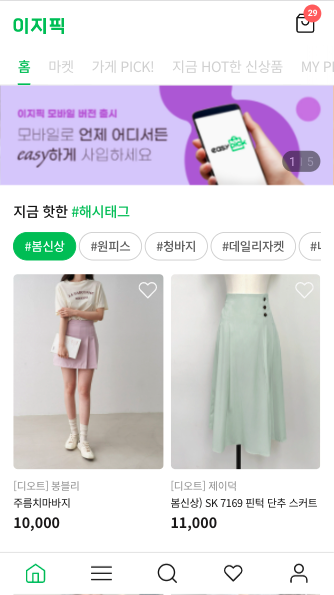 이지픽
29
홈 마켓 가게 PICK! 지금 HOT한 신상품 MY PI
이지픽 모바일 버전 출시
모바일로 언제 어디서든
easy하게 사입하세요
easypick
1 | 5
지금 핫한 #해시태그
#봄신상 #원피스 #청바지 #데일리자켓
[디오트] 봉블리
주름치마바지
10,000
[디오트] 제이덕
봄신상) SK 7169 핀턱 단추 스커트
11,000